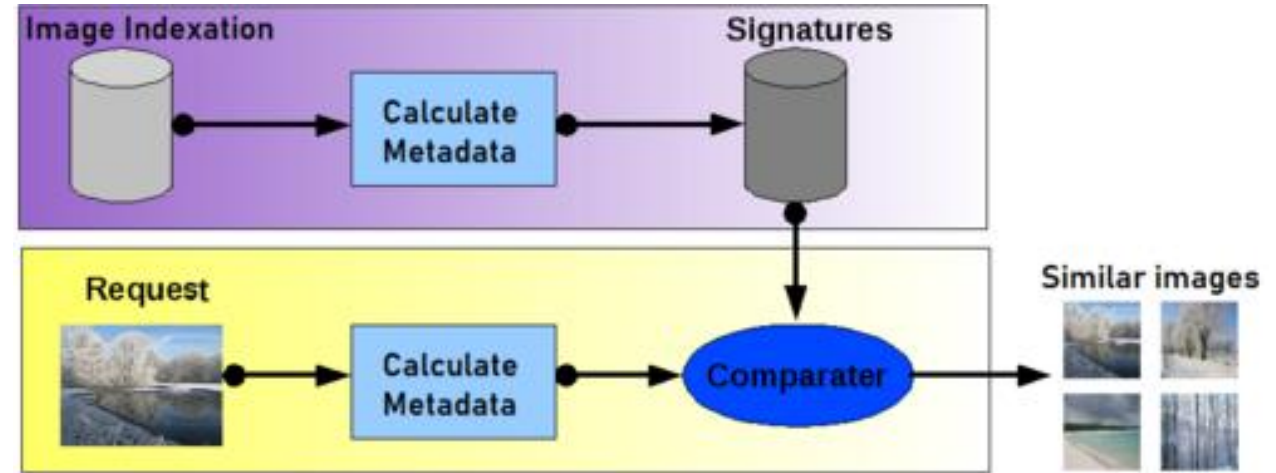 Image Indexation
Signatures
Calculate
Metadata
Request
Calculate
Metadata
Comparater
Similar images